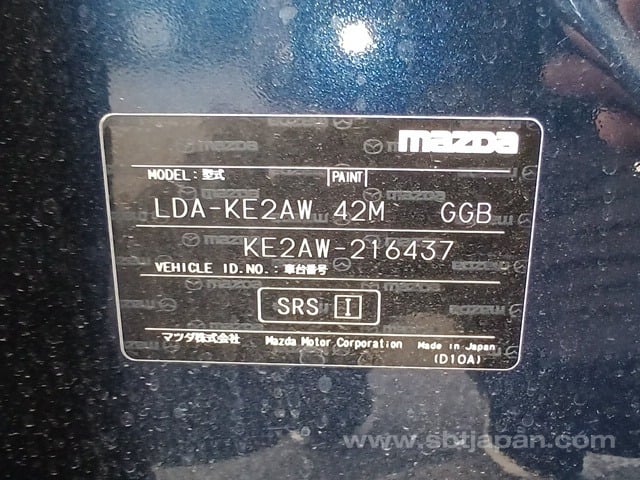 mazda
MODEL:型式 PAINT
LDA-KE2AW 42M GGB
KE2AW-216437
VEHICLE ID.NO.:車台番号
SRS I
マツダ株式会社 Mazda Motor Corporation Made in Japan
(D10A)
www.sbtjapan.com